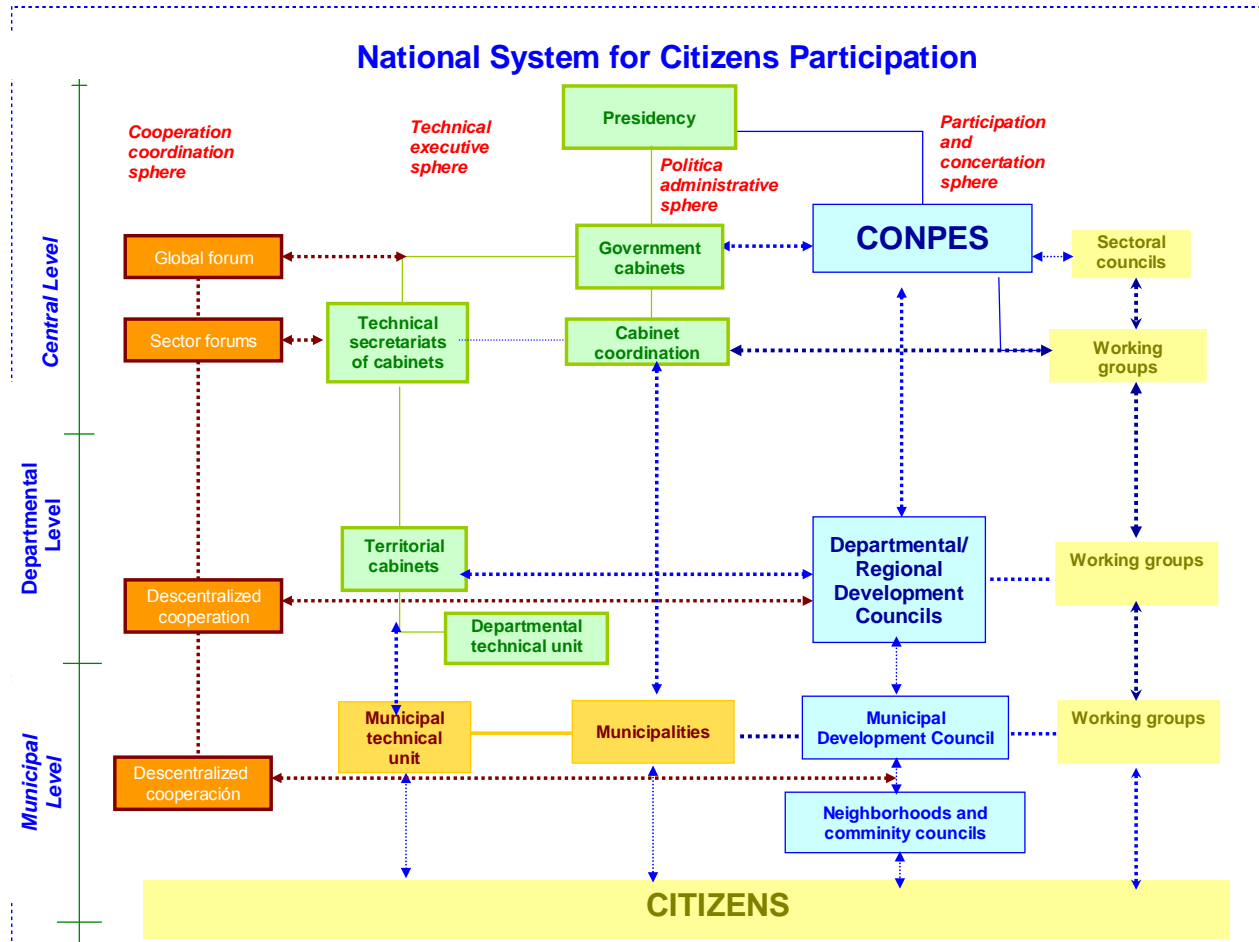 National System for Citizens Participation
Cooperation
coordination
sphere
Technical
executive
sphere
Presidency
Politica
administrative
sphere
Participation
and
concertation
sphere
Central Level
Global forum
Government
cabinets
CONPES
Sectoral
councils
Sector forums
Technical
secretariats
of cabinets
Cabinet
coordination
Working
groups
Departmental
Level
Territorial
cabinets
Departmental/
Regional
Development
Councils
Working groups
Descentralized
cooperation
Departmental
technical unit
Municipal
Level
Municipal
technical
unit
Municipalities
Municipal
Development Council
Working groups
Descentralized
cooperación
Neighborhoods and
comminity councils
CITIZENS